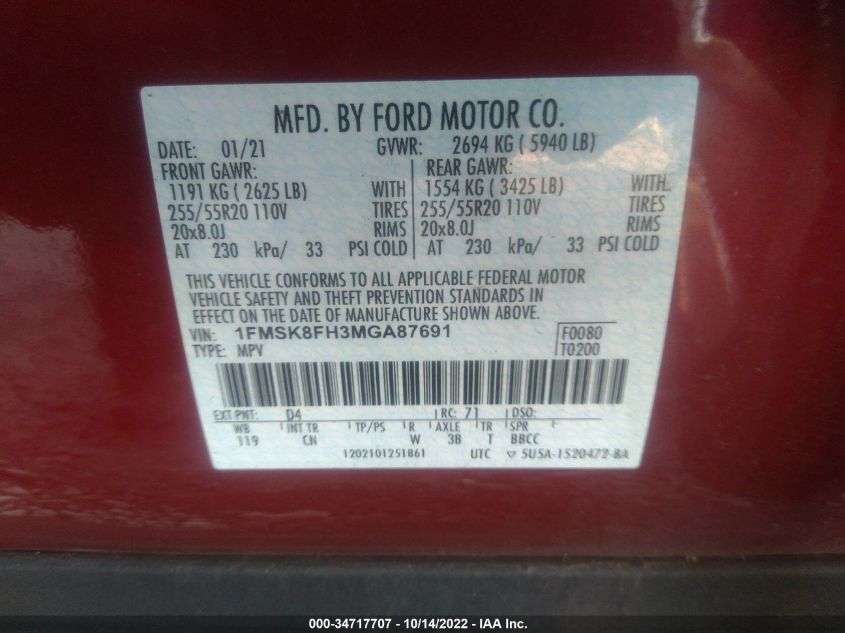 MFD. BY FORD MOTOR CO.
DATE: 01/21 GVWR: 2694 KG ( 5940 LB)
FRONT GAWR: REAR GAWR:
1191 KG ( 2625 LB) WITH 1554 KG ( 3425 LB) WITH
255/55R20 110V TIRES 255/55R20 110V TIRES
20x8.0J RIMS 20x8.0J RIMS
AT 230 kPa/ 33 PSI COLD AT 230 kPa/ 33 PSI COLD
THIS VEHICLE CONFORMS TO ALL APPLICABLE FEDERAL MOTOR
VEHICLE SAFETY AND THEFT PREVENTION STANDARDS IN
EFFECT ON THE DATE OF MANUFACTURE SHOWN ABOVE.
VIN: 1FMSK8FH3MGA87691 F0080
TYPE: MPV T0200
EXT PNT: D4 RC: 71 DSO:
WB INT TR TP/PS R AXLE TR SPR
119 CN W 3B T BBCC
1202101251861 UTC ▽ 5U5A-1520472-BA
000-34717707 - 10/14/2022 - IAA Inc.